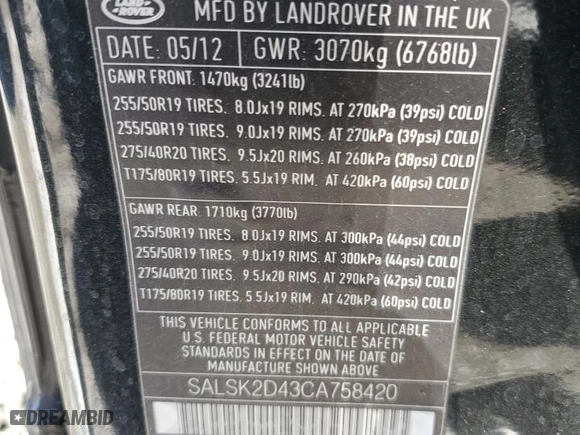 LAND
ROVER
MFD BY LANDROVER IN THE UK
DATE: 05/12 GWR: 3070kg (6768lb)
GAWR FRONT: 1470kg (3241lb)
255/50R19 TIRES. 8.0Jx19 RIMS. AT 270kPa (39psi) COLD
255/50R19 TIRES. 9.0Jx19 RIMS. AT 270kPa (39psi) COLD
275/40R20 TIRES. 9.5Jx20 RIMS. AT 260kPa (38psi) COLD
T175/80R19 TIRES. 5.5Jx19 RIM. AT 420kPa (60psi) COLD
GAWR REAR: 1710kg (3770lb)
255/50R19 TIRES. 8.0Jx19 RIMS. AT 300kPa (44psi) COLD
255/50R19 TIRES. 9.0Jx19 RIMS. AT 300kPa (44psi) COLD
275/40R20 TIRES. 9.5Jx20 RIMS. AT 290kPa (42psi) COLD
T175/80R19 TIRES. 5.5Jx19 RIM, AT 420kPa (60psi) COLD
THIS VEHICLE CONFORMS TO ALL APPLICABLE
U.S. FEDERAL MOTOR VEHICLE SAFETY
STANDARDS IN EFFECT ON THE DATE OF
MANUFACTURE SHOWN ABOVE
SALSK2D43CA758420
STAT.VIN